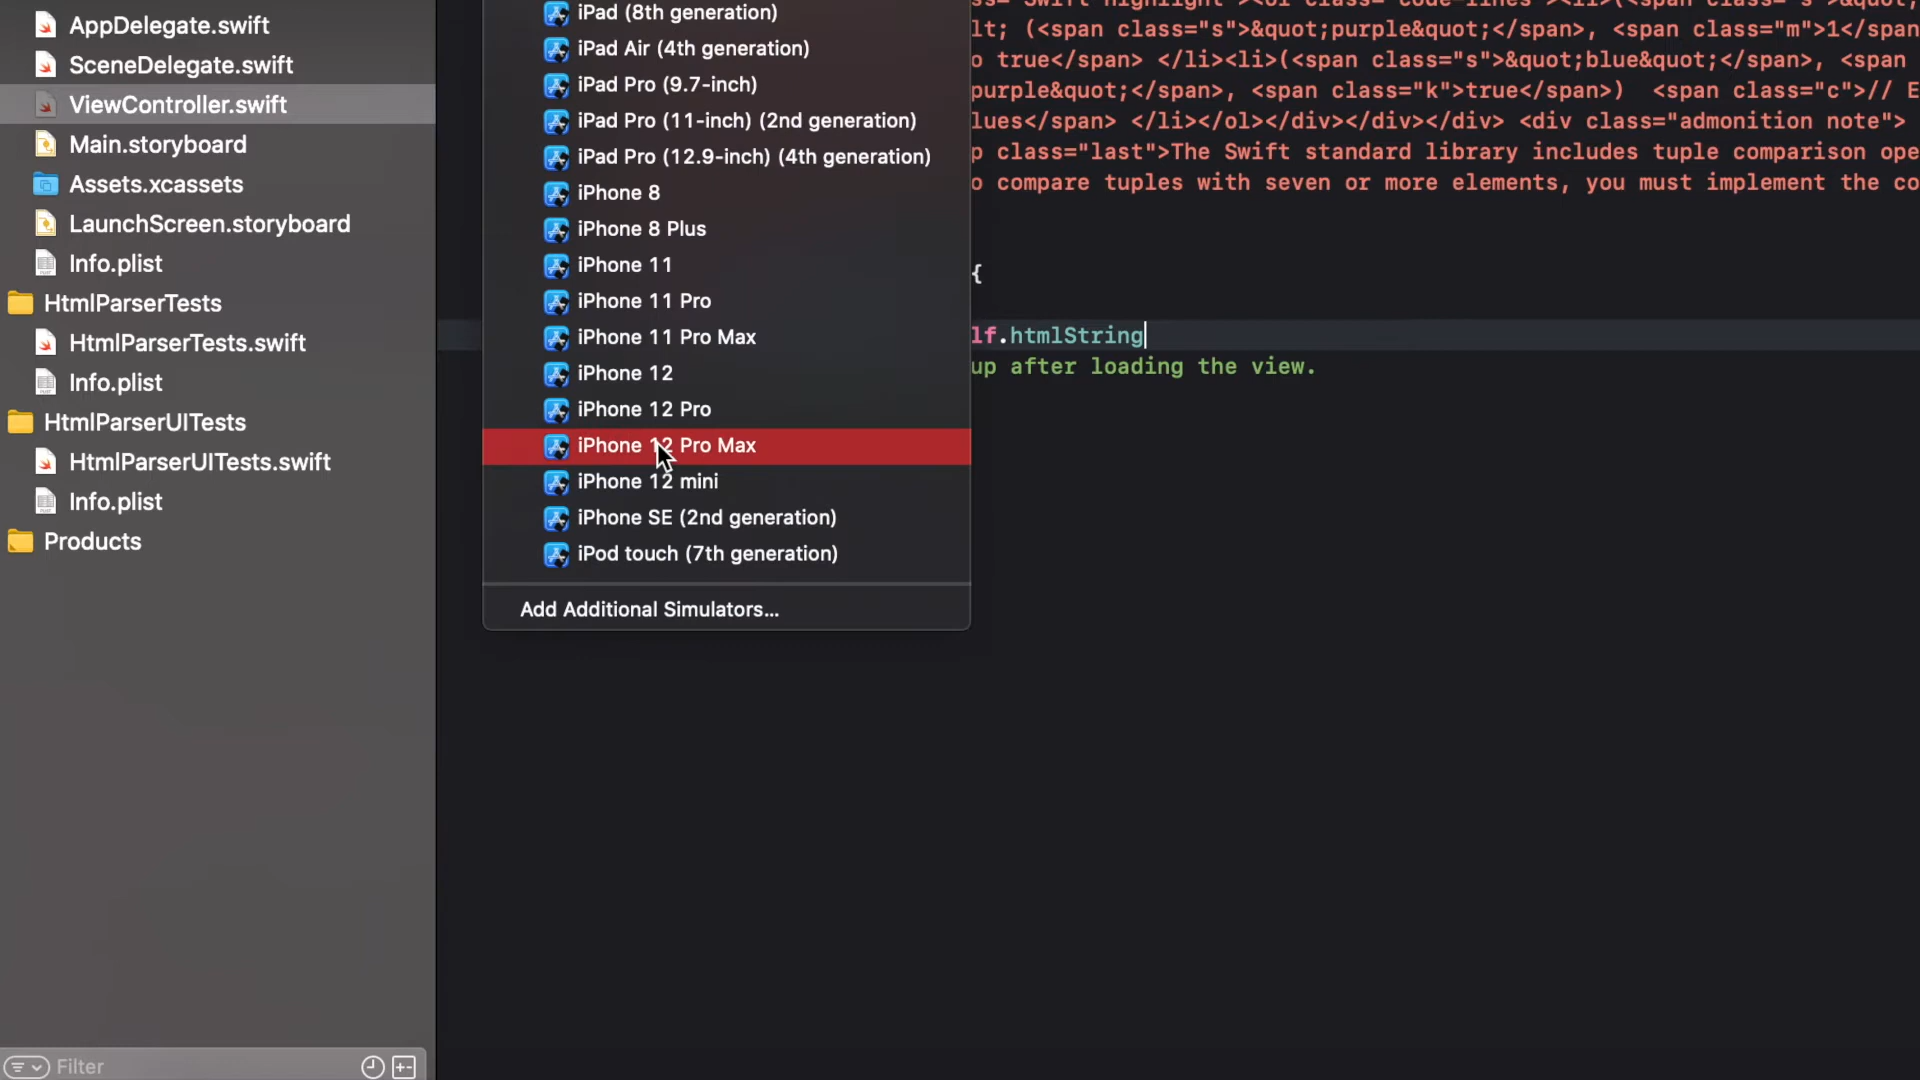 AppDelegate.swift
SceneDelegate.swift
ViewController.swift
Main.storyboard
Assets.xcassets
LaunchScreen.storyboard
Info.plist
HtmlParserTests
HtmlParserTests.swift
Info.plist
HtmlParserUITests
HtmlParserUITests.swift
Info.plist
Products
Filter
iPad (8th generation)
iPad Air (4th generation)
iPad Pro (9.7-inch)
iPad Pro (11-inch) (2nd generation)
iPad Pro (12.9-inch) (4th generation)
iPhone 8
iPhone 8 Plus
iPhone 11
iPhone 11 Pro
iPhone 11 Pro Max
iPhone 12
iPhone 12 Pro
iPhone 12 Pro Max
iPhone 12 mini
iPhone SE (2nd generation)
iPod touch (7th generation)
Add Additional Simulators...
lt; (<span class="s">&quot;purple&quot;</span>, <span class="m">1</span
o true</span> </li><li>(<span class="s">&quot;blue&quot;</span>, <span
purple&quot;</span>, <span class="k">true</span>)  <span class="c">// E
lues</span> </li></ol></div></div></div> <div class="admonition note">
p class="last">The Swift standard library includes tuple comparison ope
o compare tuples with seven or more elements, you must implement the co
{
lf.htmlString
up after loading the view.